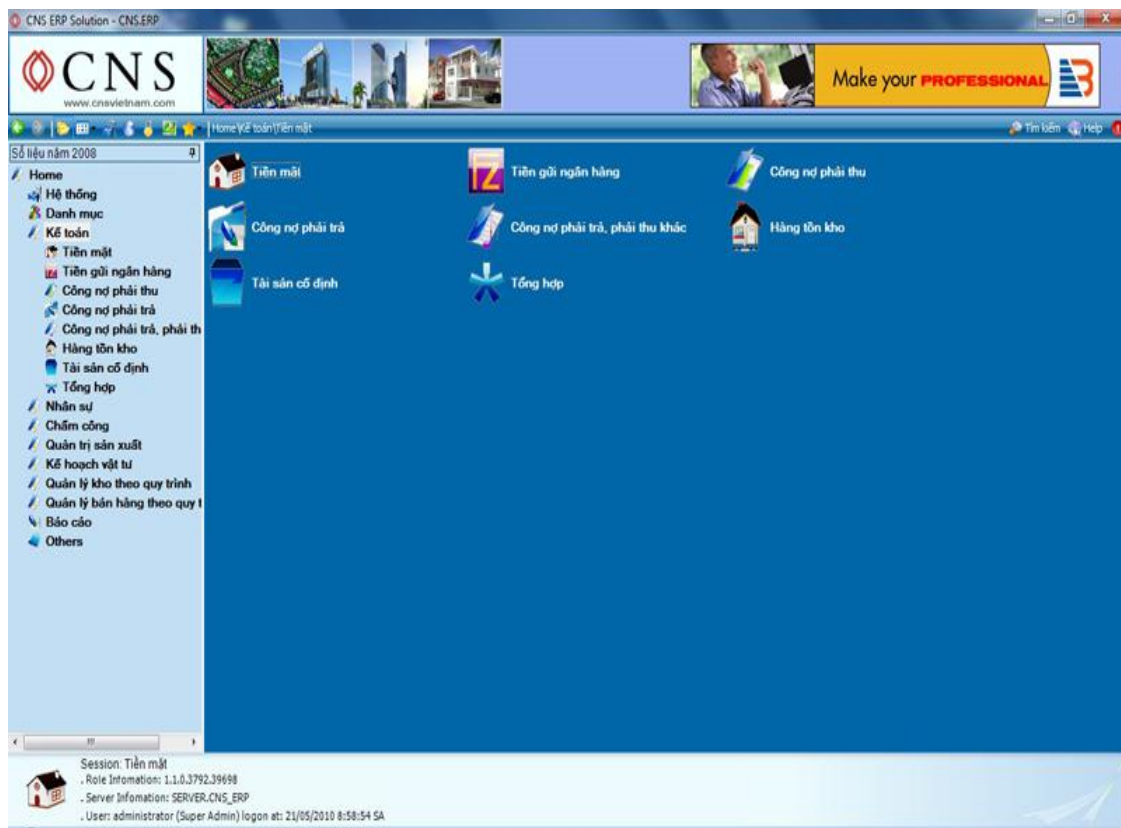 CNS ERP Solution - CNS.ERP
CNS
www.cnsvietnam.com
Make your PROFESSIONAL
Home\Kế toán\Tiền mặt
Tìm kiếm
Help
Số liệu năm 2008
Home
Hệ thống
Danh mục
Kế toán
Tiền mặt
Tiền gửi ngân hàng
Công nợ phải thu
Công nợ phải trả
Công nợ phải trả, phải th
Hàng tồn kho
Tài sản cố định
Tổng hợp
Nhân sự
Chấm công
Quản trị sản xuất
Kế hoạch vật tư
Quản lý kho theo quy trình
Quản lý bán hàng theo quy t
Báo cáo
Others
Tiền mặt
Tiền gửi ngân hàng
Công nợ phải thu
Công nợ phải trả
Công nợ phải trả, phải thu khác
Hàng tồn kho
Tài sản cố định
Tổng hợp
Session: Tiền mặt
. Role Infomation: 1.1.0.3792.39698
. Server Infomation: SERVER.CNS_ERP
. User: administrator (Super Admin) logon at: 21/05/2010 8:58:54 SA